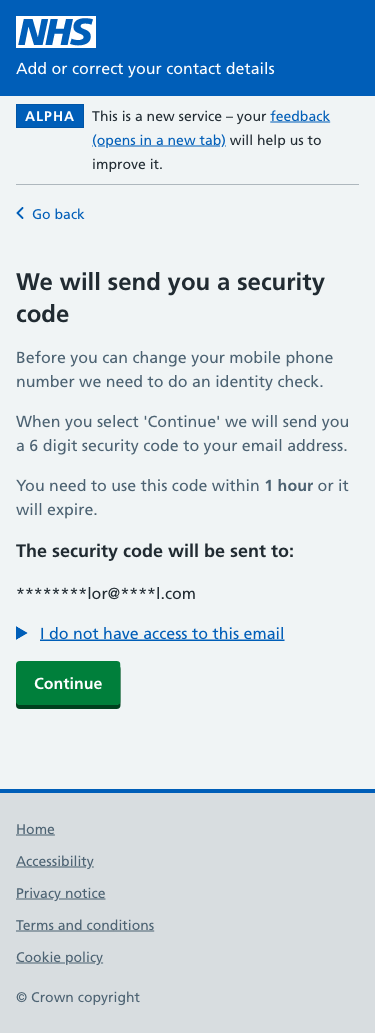 NHS
Add or correct your contact details
ALPHA
This is a new service – your feedback
(opens in a new tab) will help us to
improve it.
Go back
We will send you a security
code
Before you can change your mobile phone
number we need to do an identity check.
When you select 'Continue' we will send you
a 6 digit security code to your email address.
You need to use this code within 1 hour or it
will expire.
The security code will be sent to:
********lor@****l.com
I do not have access to this email
Continue
Home
Accessibility
Privacy notice
Terms and conditions
Cookie policy
© Crown copyright